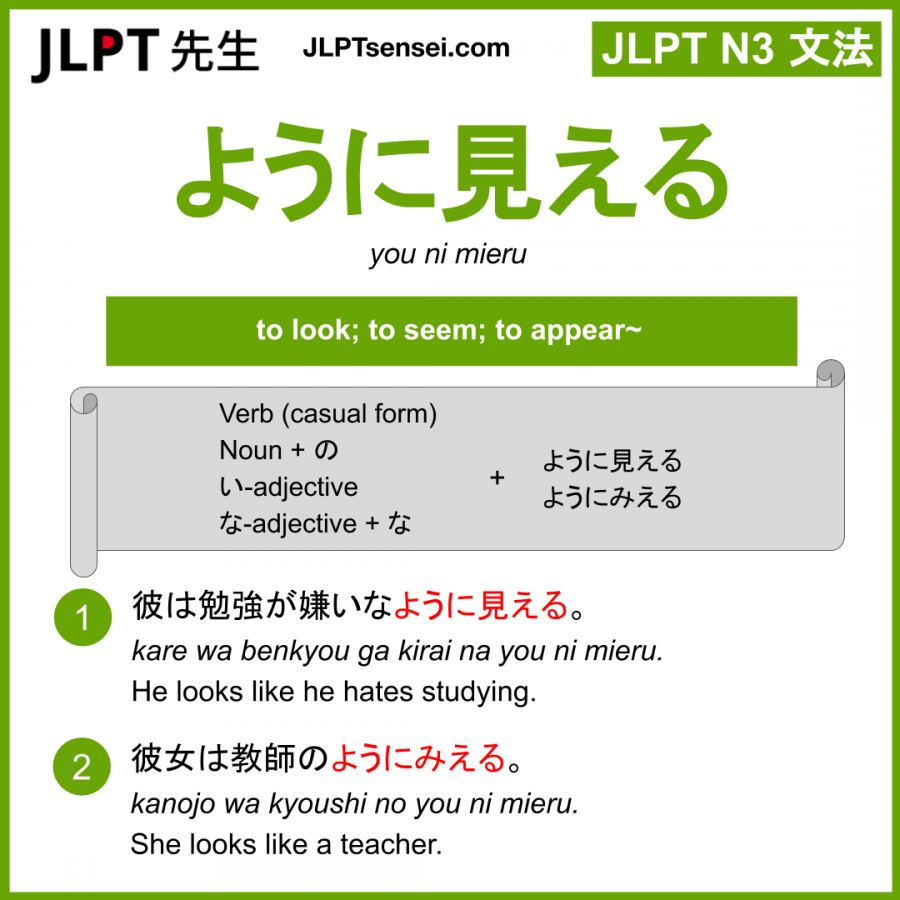 JLPT 先生
JLPTsensei.com
JLPT N3 文法
ように見える
you ni mieru
to look; to seem; to appear~
Verb (casual form)
Noun + の
い-adjective
な-adjective + な
+
ように見える
ようにみえる
1
彼は勉強が嫌いなように見える。
kare wa benkyou ga kirai na you ni mieru.
He looks like he hates studying.
2
彼女は教師のようにみえる。
kanojo wa kyoushi no you ni mieru.
She looks like a teacher.